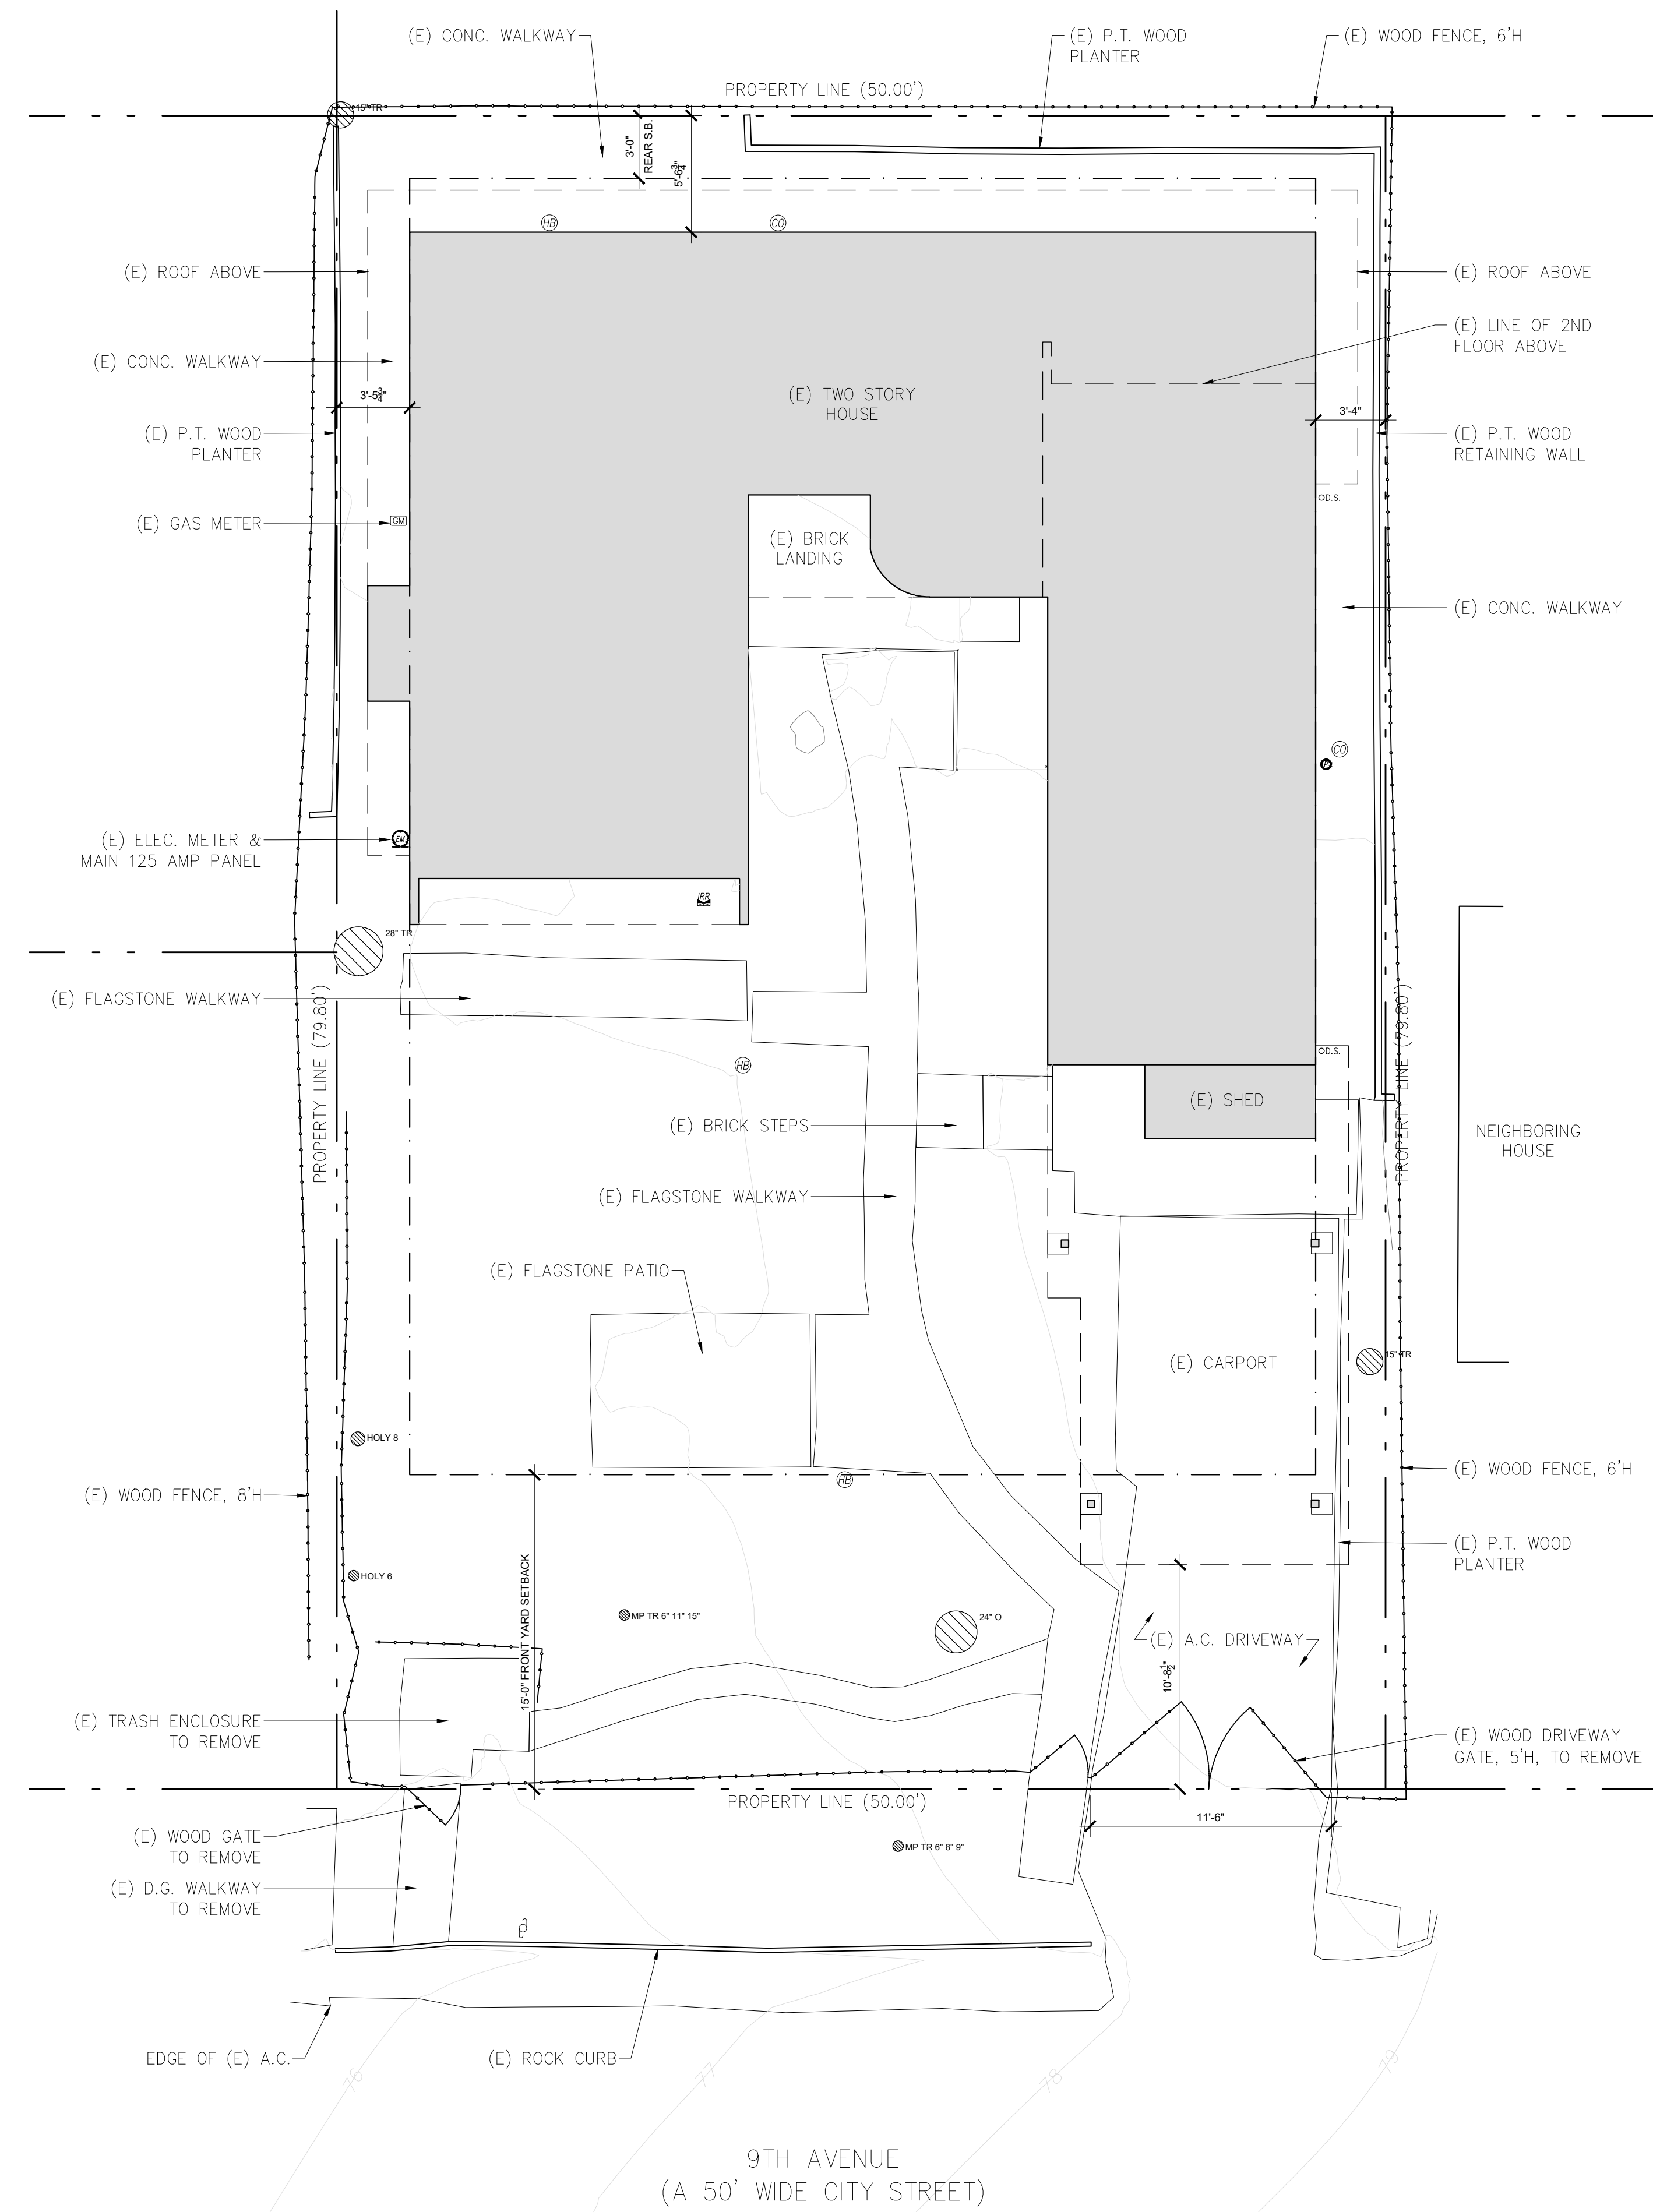 (E) CONC. WALKWAY
(E) P.T. WOOD
PLANTER
(E) WOOD FENCE, 6'H
PROPERTY LINE (50.00')
15" TR
3'-0"
REAR S.B.
5'-6¾"
HB
CO
(E) ROOF ABOVE
(E) ROOF ABOVE
(E) LINE OF 2ND
FLOOR ABOVE
(E) CONC. WALKWAY
3'-5¾"
(E) TWO STORY
HOUSE
3'-4"
(E) P.T. WOOD
PLANTER
(E) P.T. WOOD
RETAINING WALL
D.S.
(E) GAS METER
GM
(E) BRICK
LANDING
(E) CONC. WALKWAY
CO
(E) ELEC. METER &
MAIN 125 AMP PANEL
EM
IRR
28" TR
(E) FLAGSTONE WALKWAY
PROPERTY LINE (79.80')
PROPERTY LINE (79.80')
HB
D.S.
(E) SHED
(E) BRICK STEPS
NEIGHBORING
HOUSE
(E) FLAGSTONE WALKWAY
(E) FLAGSTONE PATIO
(E) CARPORT
15" TR
HOLY 8
HB
(E) WOOD FENCE, 8'H
(E) WOOD FENCE, 6'H
(E) P.T. WOOD
PLANTER
HOLY 6
15'-0" FRONT YARD SETBACK
MP TR 6" 11" 15"
24" O
(E) A.C. DRIVEWAY
10'-8½"
(E) TRASH ENCLOSURE
TO REMOVE
(E) WOOD DRIVEWAY
GATE, 5'H, TO REMOVE
PROPERTY LINE (50.00')
11'-6"
(E) WOOD GATE
TO REMOVE
MP TR 6" 8" 9"
(E) D.G. WALKWAY
TO REMOVE
EDGE OF (E) A.C.
(E) ROCK CURB
76
77
78
79
9TH AVENUE
(A 50' WIDE CITY STREET)